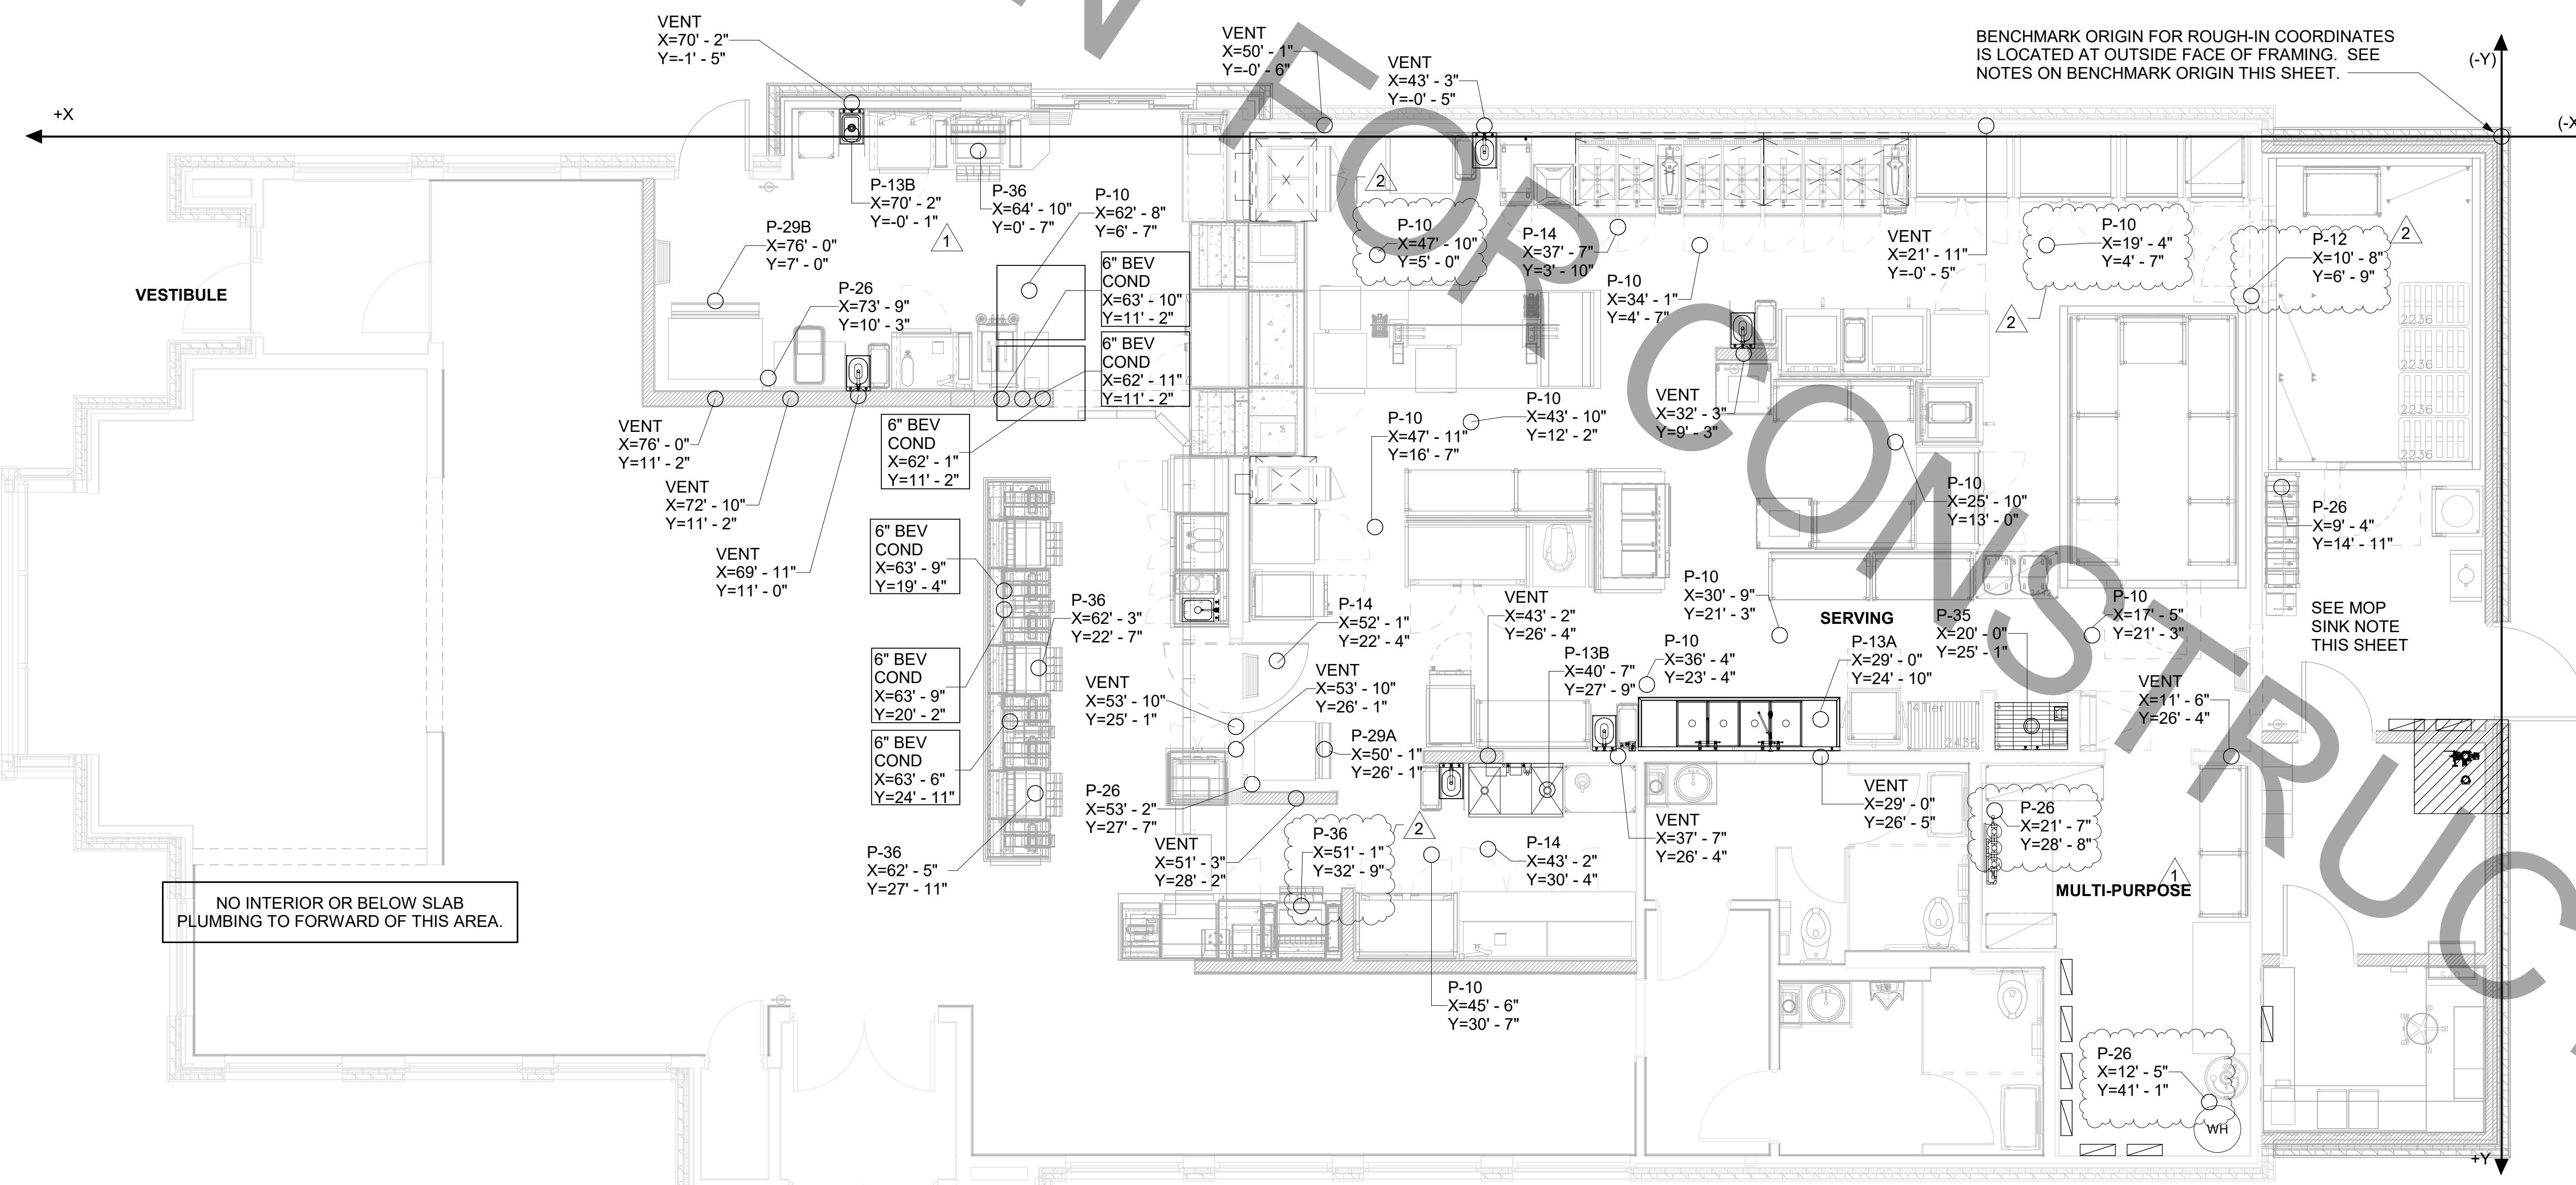 VENT
X=70' - 2"
Y=-1' - 5"
VENT
X=50' - 1"
Y=-0' - 6"
VENT
X=43' - 3"
Y=-0' - 5"
BENCHMARK ORIGIN FOR ROUGH-IN COORDINATES
IS LOCATED AT OUTSIDE FACE OF FRAMING. SEE
NOTES ON BENCHMARK ORIGIN THIS SHEET.
(-Y)
+X
(-X
P-13B
X=70' - 2"
Y=-0' - 1"
P-36
X=64' - 10"
Y=0' - 7"
P-10
X=62' - 8"
Y=6' - 7"
1
2
P-29B
X=76' - 0"
Y=7' - 0"
P-10
X=47' - 10"
Y=5' - 0"
P-14
X=37' - 7"
Y=3' - 10"
P-10
X=34' - 1"
Y=4' - 7"
VENT
X=21' - 11"
Y=-0' - 5"
P-10
X=19' - 4"
Y=4' - 7"
2
P-12
X=10' - 8"
Y=6' - 9"
2
VESTIBULE
P-26
X=73' - 9"
Y=10' - 3"
6" BEV
COND
X=63' - 10"
Y=11' - 2"
6" BEV
COND
X=62' - 11"
Y=11' - 2"
2236
2236
2236
2236
VENT
X=76' - 0"
Y=11' - 2"
6" BEV
COND
X=62' - 1"
Y=11' - 2"
P-10
X=47' - 11"
Y=16' - 7"
P-10
X=43' - 10"
Y=12' - 2"
VENT
X=32' - 3"
Y=9' - 3"
VENT
X=72' - 10"
Y=11' - 2"
P-10
X=25' - 10"
Y=13' - 0"
P-26
X=9' - 4"
Y=14' - 11"
VENT
X=69' - 11"
Y=11' - 0"
6" BEV
COND
X=63' - 9"
Y=19' - 4"
P-36
X=62' - 3"
Y=22' - 7"
P-14
X=52' - 1"
Y=22' - 4"
VENT
X=43' - 2"
Y=26' - 4"
P-10
X=30' - 9"
Y=21' - 3"
SERVING
P-35
X=20' - 0"
Y=25' - 1"
P-10
X=17' - 5"
Y=21' - 3"
SEE MOP
SINK NOTE
THIS SHEET
6" BEV
COND
X=63' - 9"
Y=20' - 2"
VENT
X=53' - 10"
Y=25' - 1"
VENT
X=53' - 10"
Y=26' - 1"
P-13B
X=40' - 7"
Y=27' - 9"
P-10
X=36' - 4"
Y=23' - 4"
P-13A
X=29' - 0"
Y=24' - 10"
4 Tier
2436
VENT
X=11' - 6"
Y=26' - 4"
6" BEV
COND
X=63' - 6"
Y=24' - 11"
P-29A
X=50' - 1"
Y=26' - 1"
P-26
X=53' - 2"
Y=27' - 7"
VENT
X=29' - 0"
Y=26' - 5"
P-36
X=62' - 5"
Y=27' - 11"
VENT
X=51' - 3"
Y=28' - 2"
P-36
X=51' - 1"
Y=32' - 9"
2
P-14
X=43' - 2"
Y=30' - 4"
VENT
X=37' - 7"
Y=26' - 4"
P-26
X=21' - 7"
Y=28' - 8"
1
MULTI-PURPOSE
NO INTERIOR OR BELOW SLAB
PLUMBING TO FORWARD OF THIS AREA.
P-10
X=45' - 6"
Y=30' - 7"
P-26
X=12' - 5"
Y=41' - 1"
WH
+Y
T FOR CONSTRUC